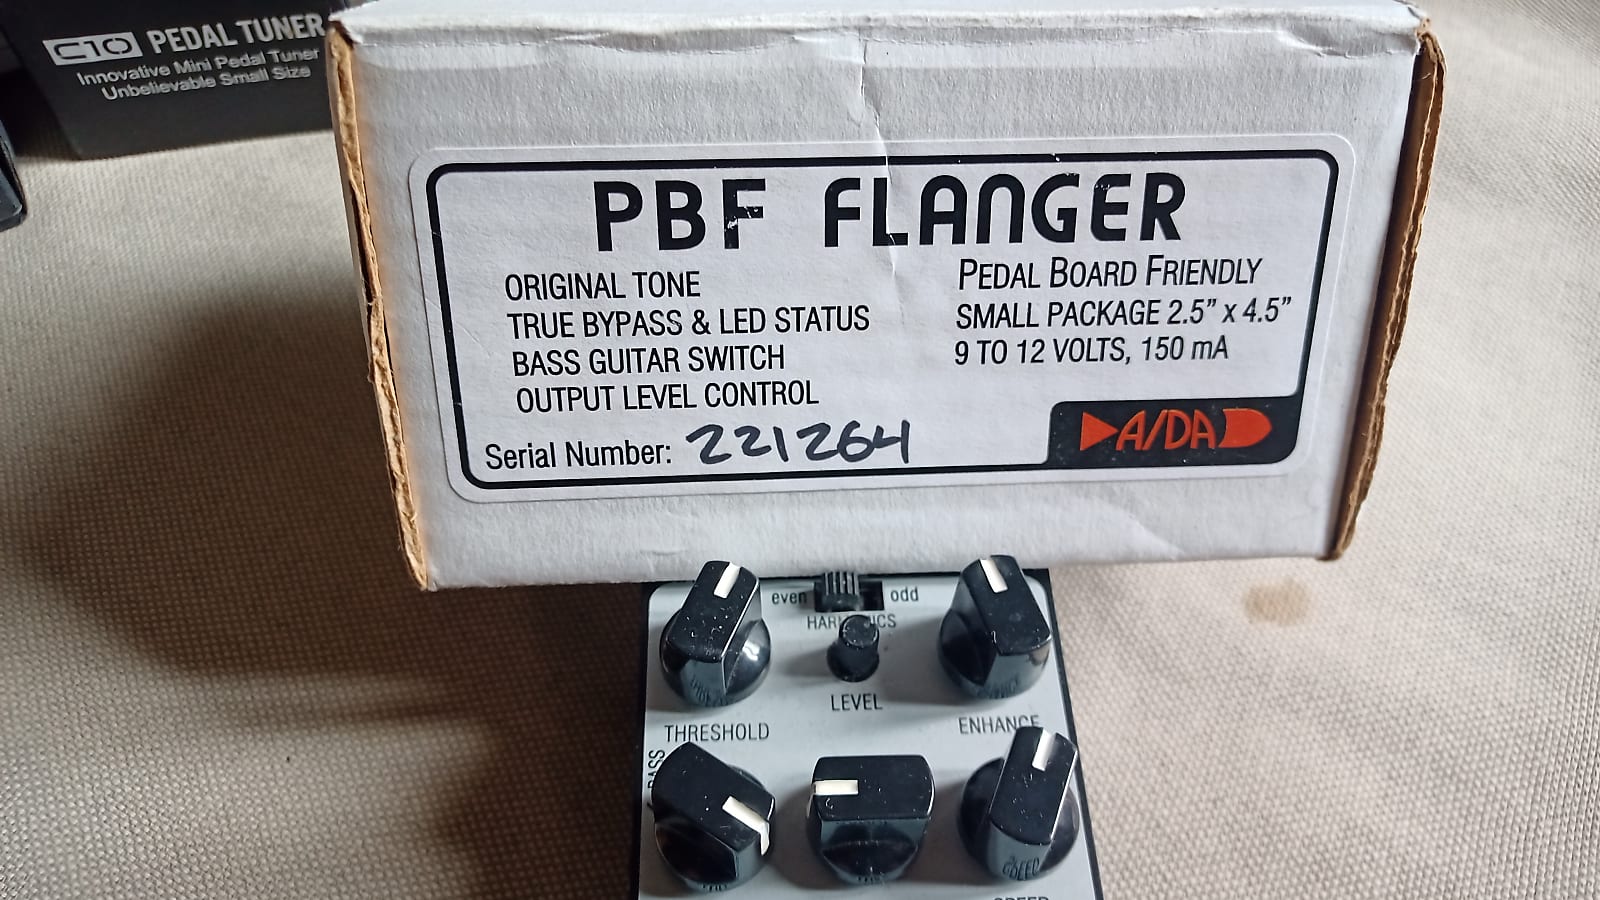 C10 PEDAL TUNER
Innovative Mini Pedal Tuner
Unbelievable Small Size
PBF FLANGER
ORIGINAL TONE
TRUE BYPASS & LED STATUS
BASS GUITAR SWITCH
OUTPUT LEVEL CONTROL
PEDAL BOARD FRIENDLY
SMALL PACKAGE 2.5” x 4.5”
9 TO 12 VOLTS, 150 mA
Serial Number: 221264
A/DA
even odd
LEVEL
THRESHOLD
ENHANCE